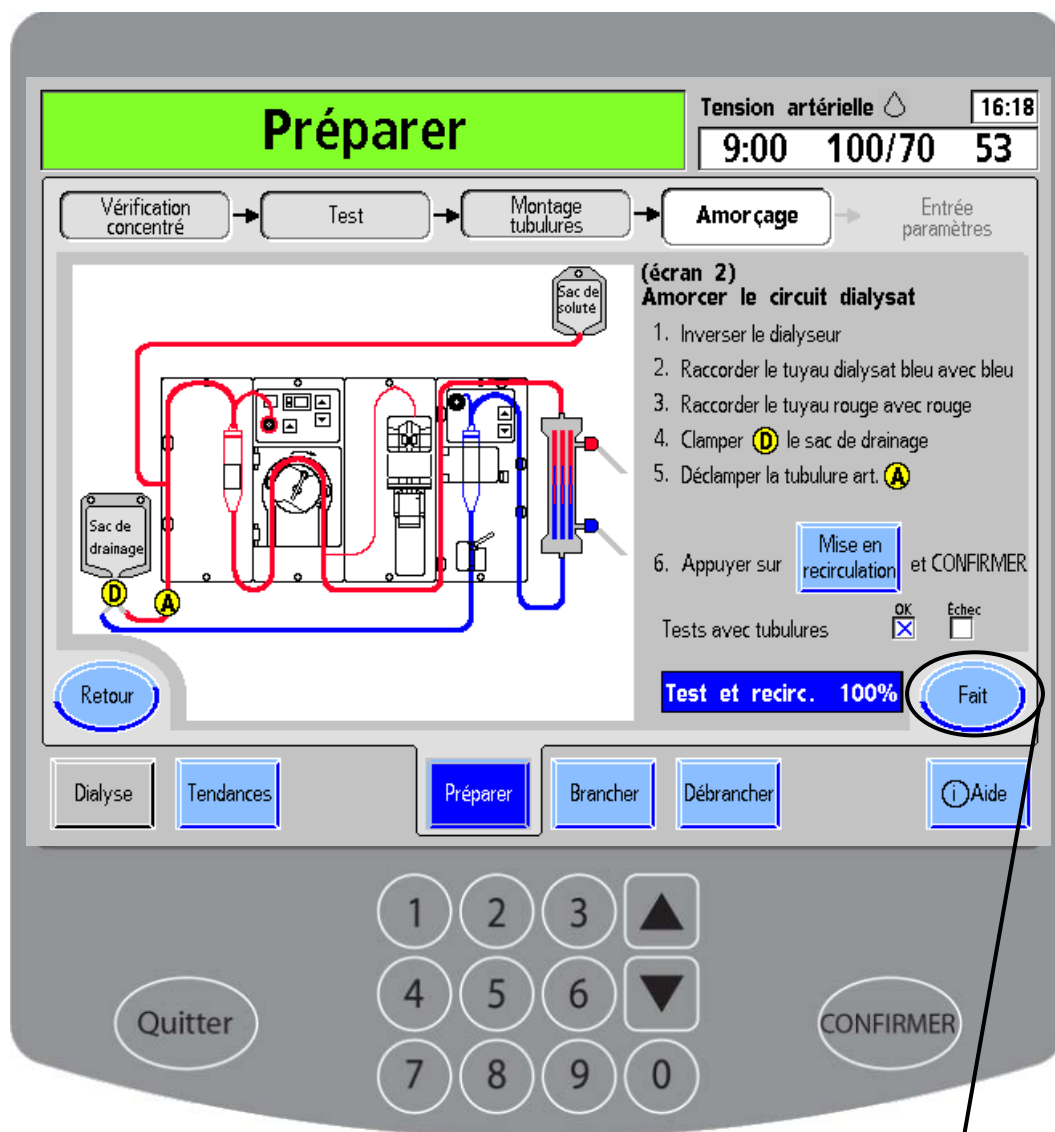 Préparer
Tension artérielle 16:18
9:00 100/70 53
Vérification
concentré
Test
Montage
tubulures
Amorçage
Entrée
paramètres
(écran 2)
Amorcer le circuit dialysat
1. Inverser le dialyseur
2. Raccorder le tuyau dialysat bleu avec bleu
3. Raccorder le tuyau rouge avec rouge
4. Clamper D le sac de drainage
5. Déclamper la tubulure art. A
6. Appuyer sur Mise en
recirculation et CONFIRMER
Tests avec tubulures OK Échec
Test et recirc. 100%
Fait
Sac de
soluté
Sac de
drainage
D
A
Retour
Dialyse
Tendances
Préparer
Brancher
Débrancher
i Aide
1 2 3
4 5 6
7 8 9 0
Quitter
CONFIRMER